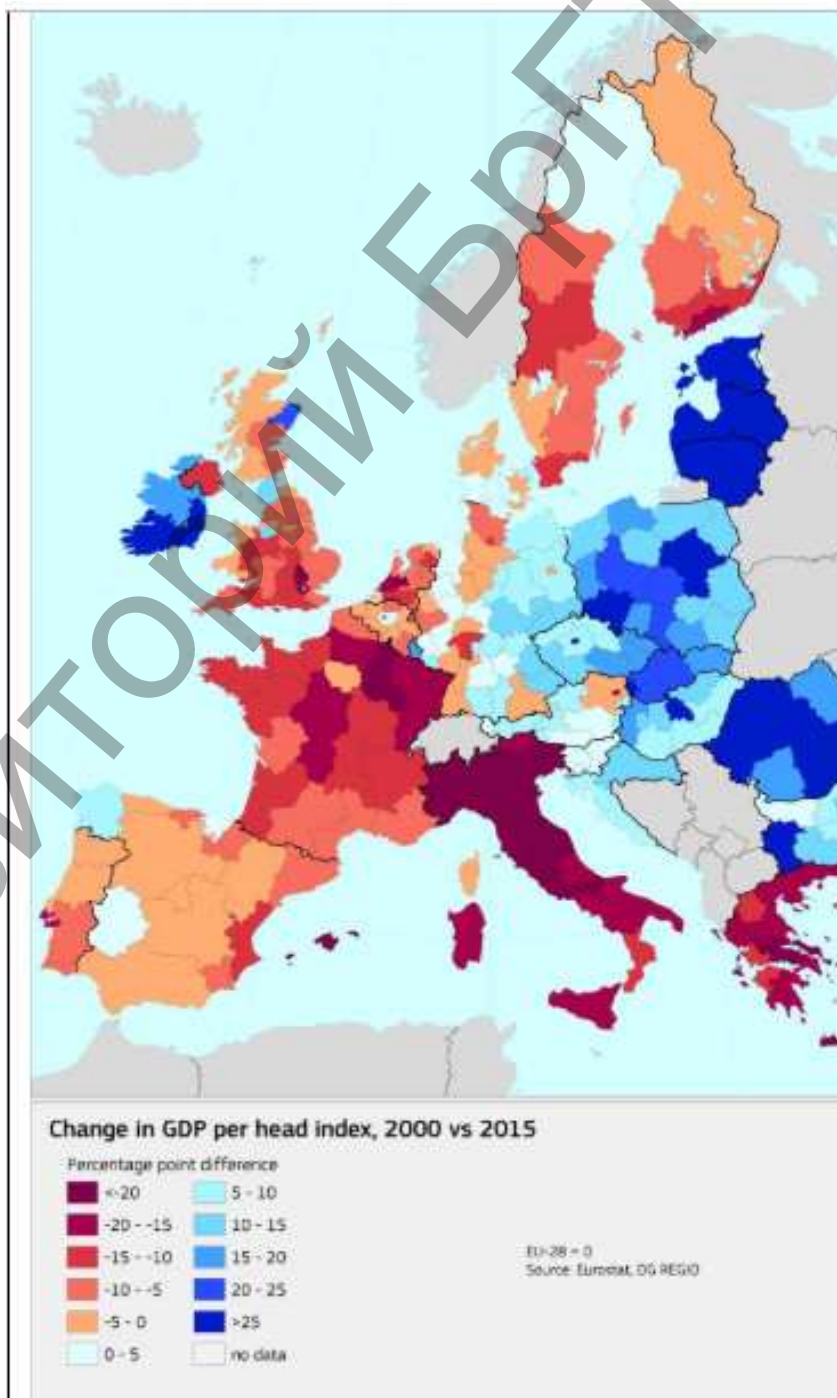 зиторий БрГТ
Change in GDP per head index, 2000 vs 2015
Percentage point difference
<-20
-20 - -15
-15 - -10
-10 - -5
-5 - 0
0 - 5
5 - 10
10 - 15
15 - 20
20 - 25
>25
no data
EU-28 = 0
Source: Eurostat, DG REGIO